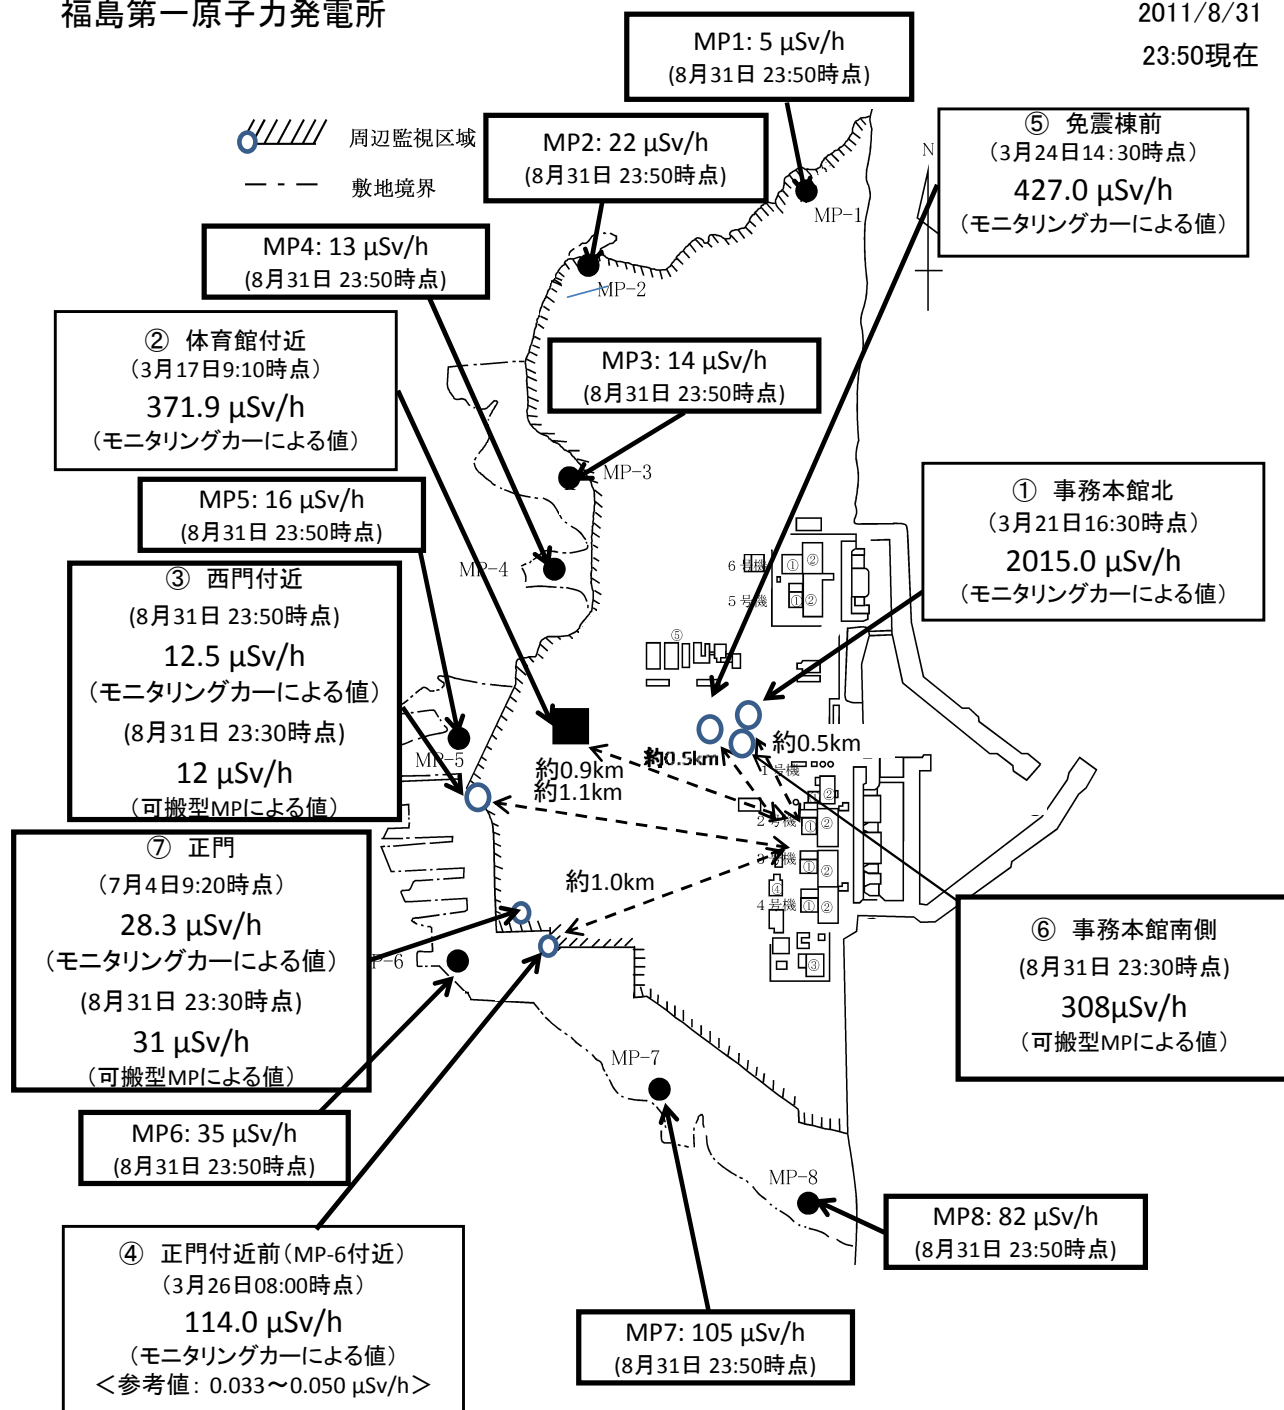 福島第一原子力発電所
2011/8/31
23:50現在
MP1: 5 μSv/h
(8月31日 23:50時点)
周辺監視区域
敷地境界
MP2: 22 μSv/h
(8月31日 23:50時点)
⑤ 免震棟前
(3月24日14:30時点)
427.0 μSv/h
(モニタリングカーによる値)
N
MP-1
MP4: 13 μSv/h
(8月31日 23:50時点)
MP-2
② 体育館付近
(3月17日9:10時点)
371.9 μSv/h
(モニタリングカーによる値)
MP3: 14 μSv/h
(8月31日 23:50時点)
MP-3
MP5: 16 μSv/h
(8月31日 23:50時点)
① 事務本館北
(3月21日16:30時点)
2015.0 μSv/h
(モニタリングカーによる値)
MP-4
6号機
① ②
5号機
① ②
③ 西門付近
(8月31日 23:50時点)
12.5 μSv/h
(モニタリングカーによる値)
(8月31日 23:30時点)
12 μSv/h
(可搬型MPによる値)
⑤
MP-5
約0.9km
約1.1km
約0.5km
約0.5km
1号機
②
2号機
① ②
3号機
① ②
④
4号機
① ②
③
約1.0km
⑦ 正門
(7月4日9:20時点)
28.3 μSv/h
(モニタリングカーによる値)
(8月31日 23:30時点)
31 μSv/h
(可搬型MPによる値)
P-6
⑥ 事務本館南側
(8月31日 23:30時点)
308μSv/h
(可搬型MPによる値)
MP-7
MP6: 35 μSv/h
(8月31日 23:50時点)
MP-8
MP8: 82 μSv/h
(8月31日 23:50時点)
④ 正門付近前(MP-6付近)
(3月26日08:00時点)
114.0 μSv/h
(モニタリングカーによる値)
<参考値: 0.033~0.050 μSv/h>
MP7: 105 μSv/h
(8月31日 23:50時点)